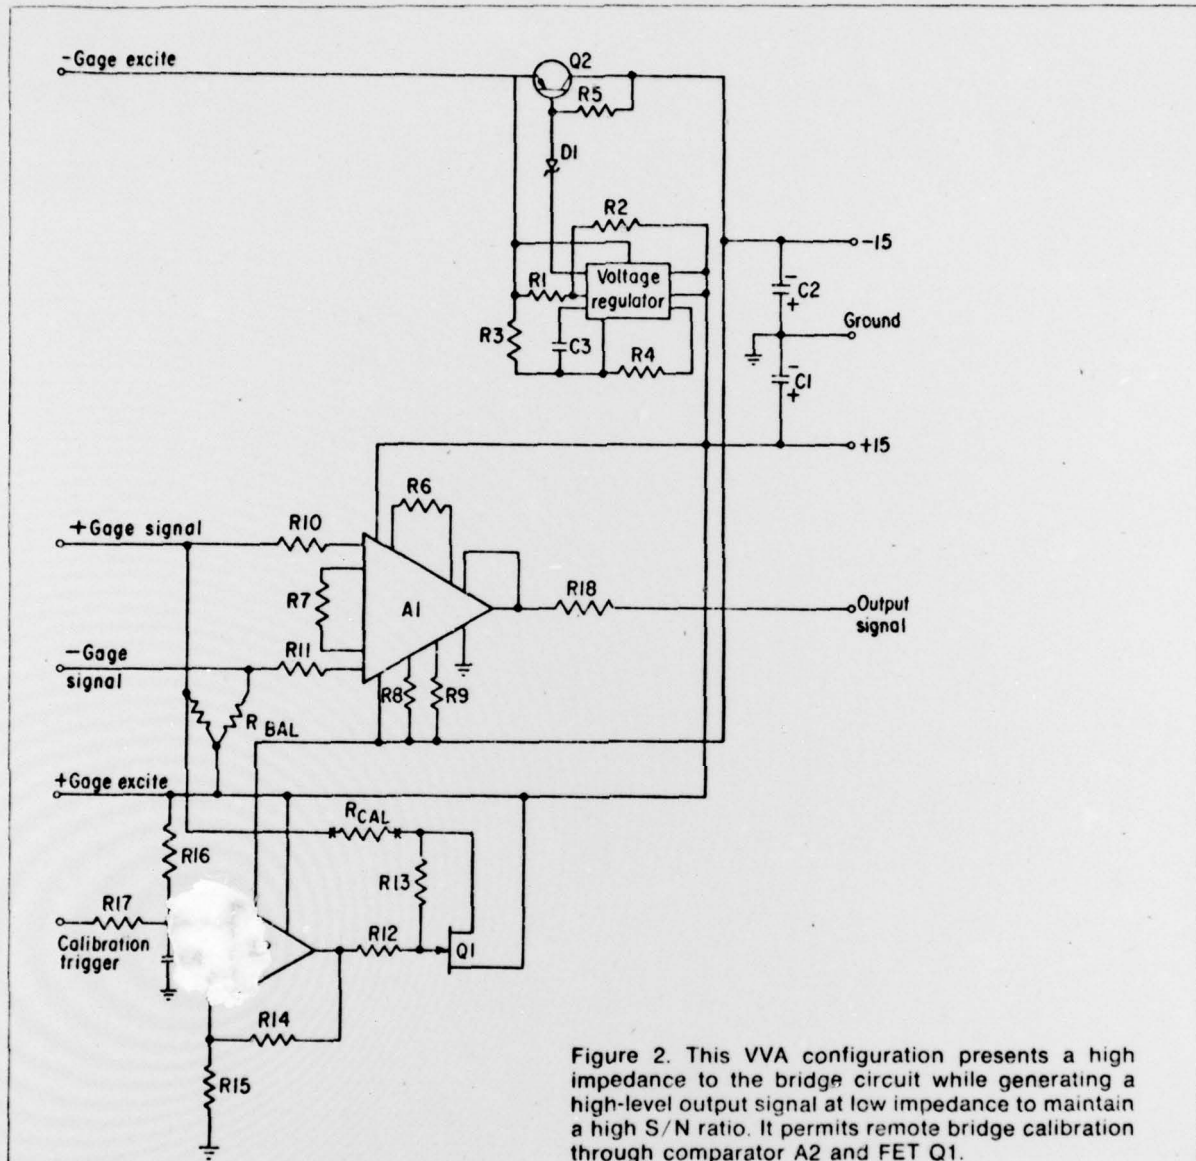 -Gage excite
Q2
R5
D1
R2
-15
R1
Voltage
regulator
- C2
+
Ground
R3
C3
R4
- C1
+
+15
R6
+Gage signal
R10
R7
A1
R18
Output
signal
-Gage
signal
R11
R8
R9
R BAL
+Gage excite
RCAL
R16
R13
R17
Calibration
trigger
R12
Q1
R14
R15
Figure 2. This VVA configuration presents a high
impedance to the bridge circuit while generating a
high-level output signal at low impedance to maintain
a high S/N ratio. It permits remote bridge calibration
through comparator A2 and FET Q1.